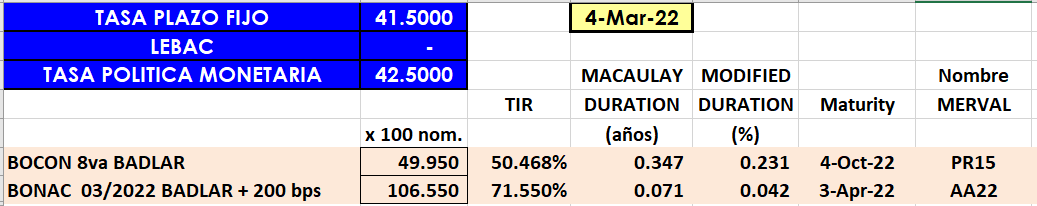 TASA PLAZO FIJO 41.5000 4-Mar-22
LEBAC -
TASA POLITICA MONETARIA 42.5000 MACAULAY MODIFIED Nombre
TIR DURATION DURATION Maturity MERVAL
x 100 nom. (años) (%)
BOCON 8va BADLAR 49.950 50.468% 0.347 0.231 4-Oct-22 PR15
BONAC 03/2022 BADLAR + 200 bps 106.550 71.550% 0.071 0.042 3-Apr-22 AA22